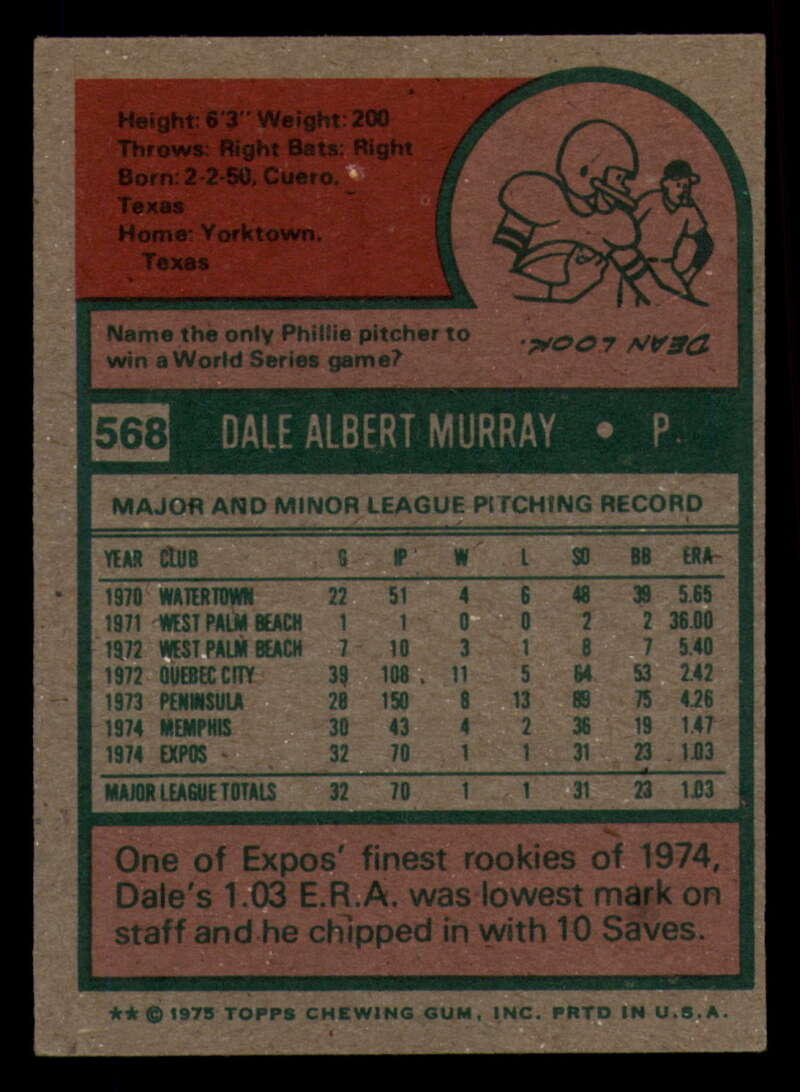 Height: 6'3" Weight: 200
Throws: Right Bats: Right
Born: 2-2-50, Cuero,
Texas
Home: Yorktown,
Texas
Name the only Phillie pitcher to
win a World Series game?
DEAN LOOK.
568 DALE ALBERT MURRAY • P.
MAJOR AND MINOR LEAGUE PITCHING RECORD
YEAR CLUB G IP W L SO BB ERA
1970 WATERTOWN 22 51 4 6 48 39 5.65
1971 WEST PALM BEACH 1 1 0 0 2 2 36.00
1972 WEST PALM BEACH 7 10 3 1 8 7 5.40
1972 QUEBEC CITY 39 108 11 5 64 53 2.42
1973 PENINSULA 28 150 8 13 89 75 4.26
1974 MEMPHIS 30 43 4 2 36 19 1.47
1974 EXPOS 32 70 1 1 31 23 1.03
MAJOR LEAGUE TOTALS 32 70 1 1 31 23 1.03
One of Expos' finest rookies of 1974,
Dale's 1.03 E.R.A. was lowest mark on
staff and he chipped in with 10 Saves.
** © 1975 TOPPS CHEWING GUM, INC. PRTD IN U.S.A.